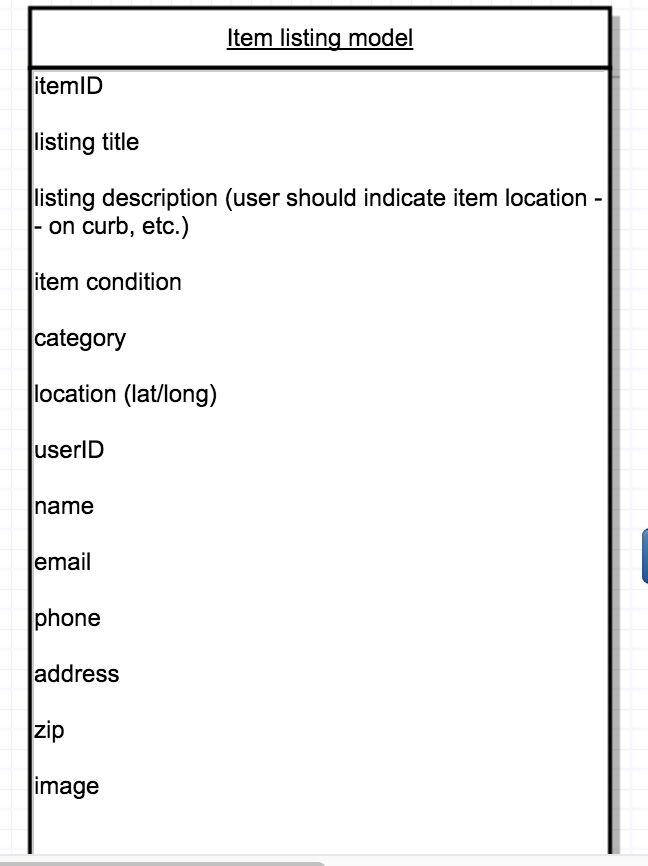 Item listing model
itemID
listing title
listing description (user should indicate item location -
- on curb, etc.)
item condition
category
location (lat/long)
userID
name
email
phone
address
zip
image